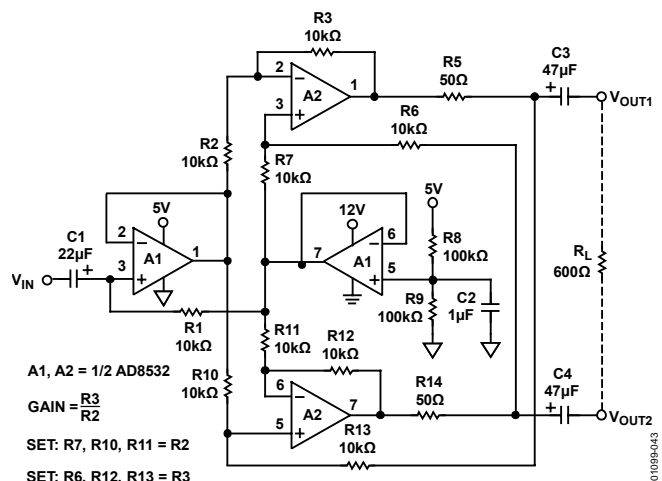 R3
10kΩ
2
A2
1
3
R5
50Ω
C3
47µF
+
VOUT1
R6
10kΩ
R2
10kΩ
R7
10kΩ
5V
12V
5V
C1
22µF
+
VIN
2
A1
1
3
7
A1
6
5
R8
100kΩ
R9
100kΩ
C2
1µF
RL
600Ω
R1
10kΩ
R11
10kΩ
R12
10kΩ
R10
10kΩ
6
A2
7
5
R14
50Ω
C4
47µF
+
VOUT2
R13
10kΩ
A1, A2 = 1/2 AD8532
GAIN = R3
R2
SET: R7, R10, R11 = R2
SET: R6, R12, R13 = R3
01099-043